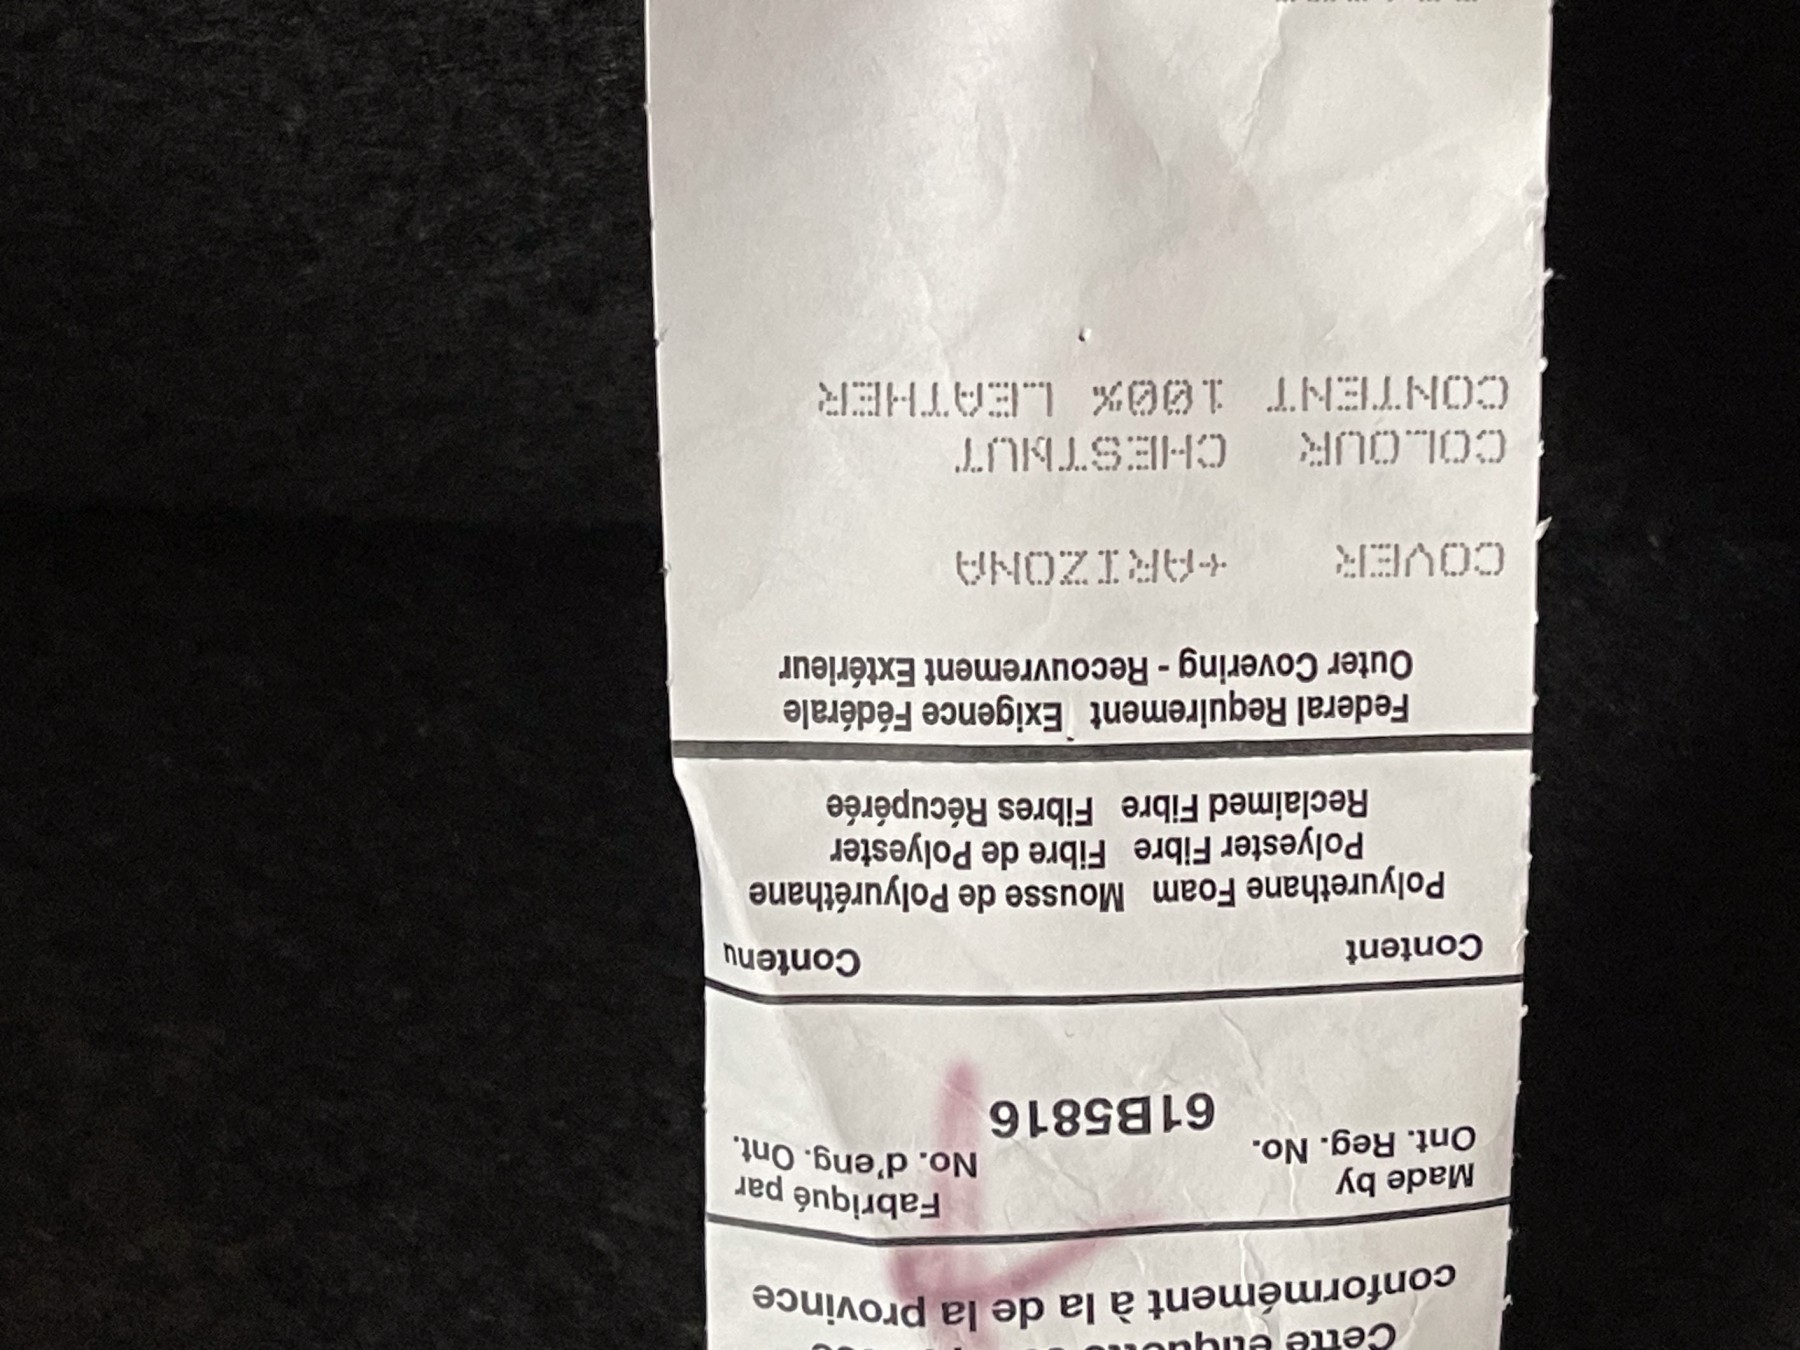 Cette étiquette
conformément à la de la province
Made by Fabriqué par
Ont. Reg. No. 61B5816 No. d'eng. Ont.
Content Contenu
Polyurethane Foam Mousse de Polyuréthane
Polyester Fibre Fibre de Polyester
Reclaimed Fibre Fibres Récupérée
Federal Requirement Exigence Fédérale
Outer Covering - Recouvrement Extérieur
COVER +ARIZONA
COLOUR CHESTNUT
CONTENT 100% LEATHER